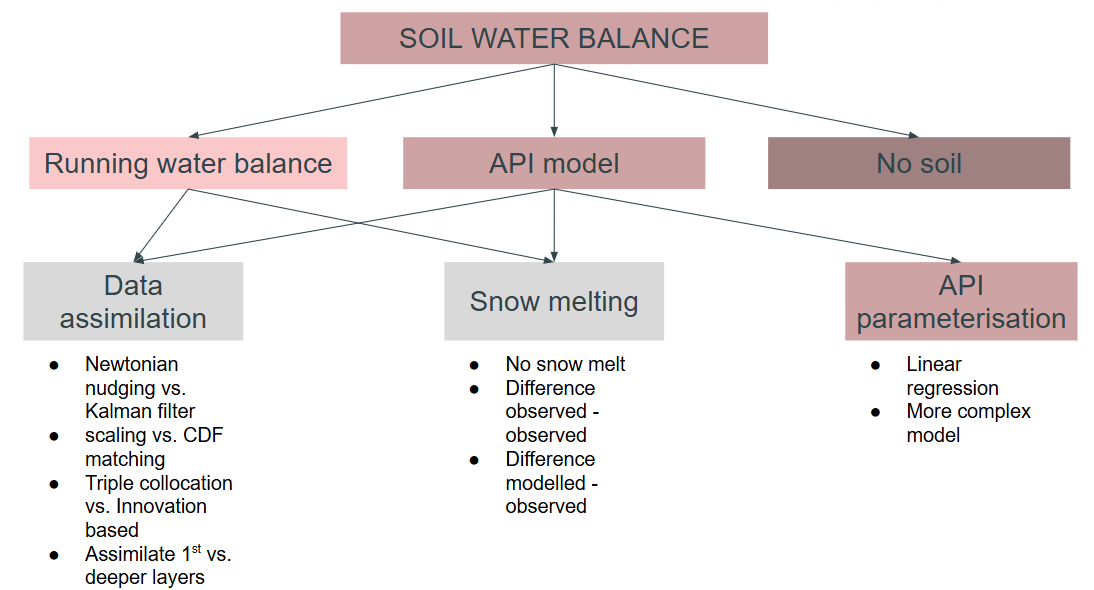 SOIL WATER BALANCE
Running water balance
API model
No soil
Data
assimilation
Snow melting
API
parameterisation
● Newtonian
nudging vs.
Kalman filter
● scaling vs. CDF
matching
● Triple collocation
vs. Innovation
based
● Assimilate 1st vs.
deeper layers
● No snow melt
● Difference
observed -
observed
● Difference
modelled -
observed
● Linear
regression
● More complex
model